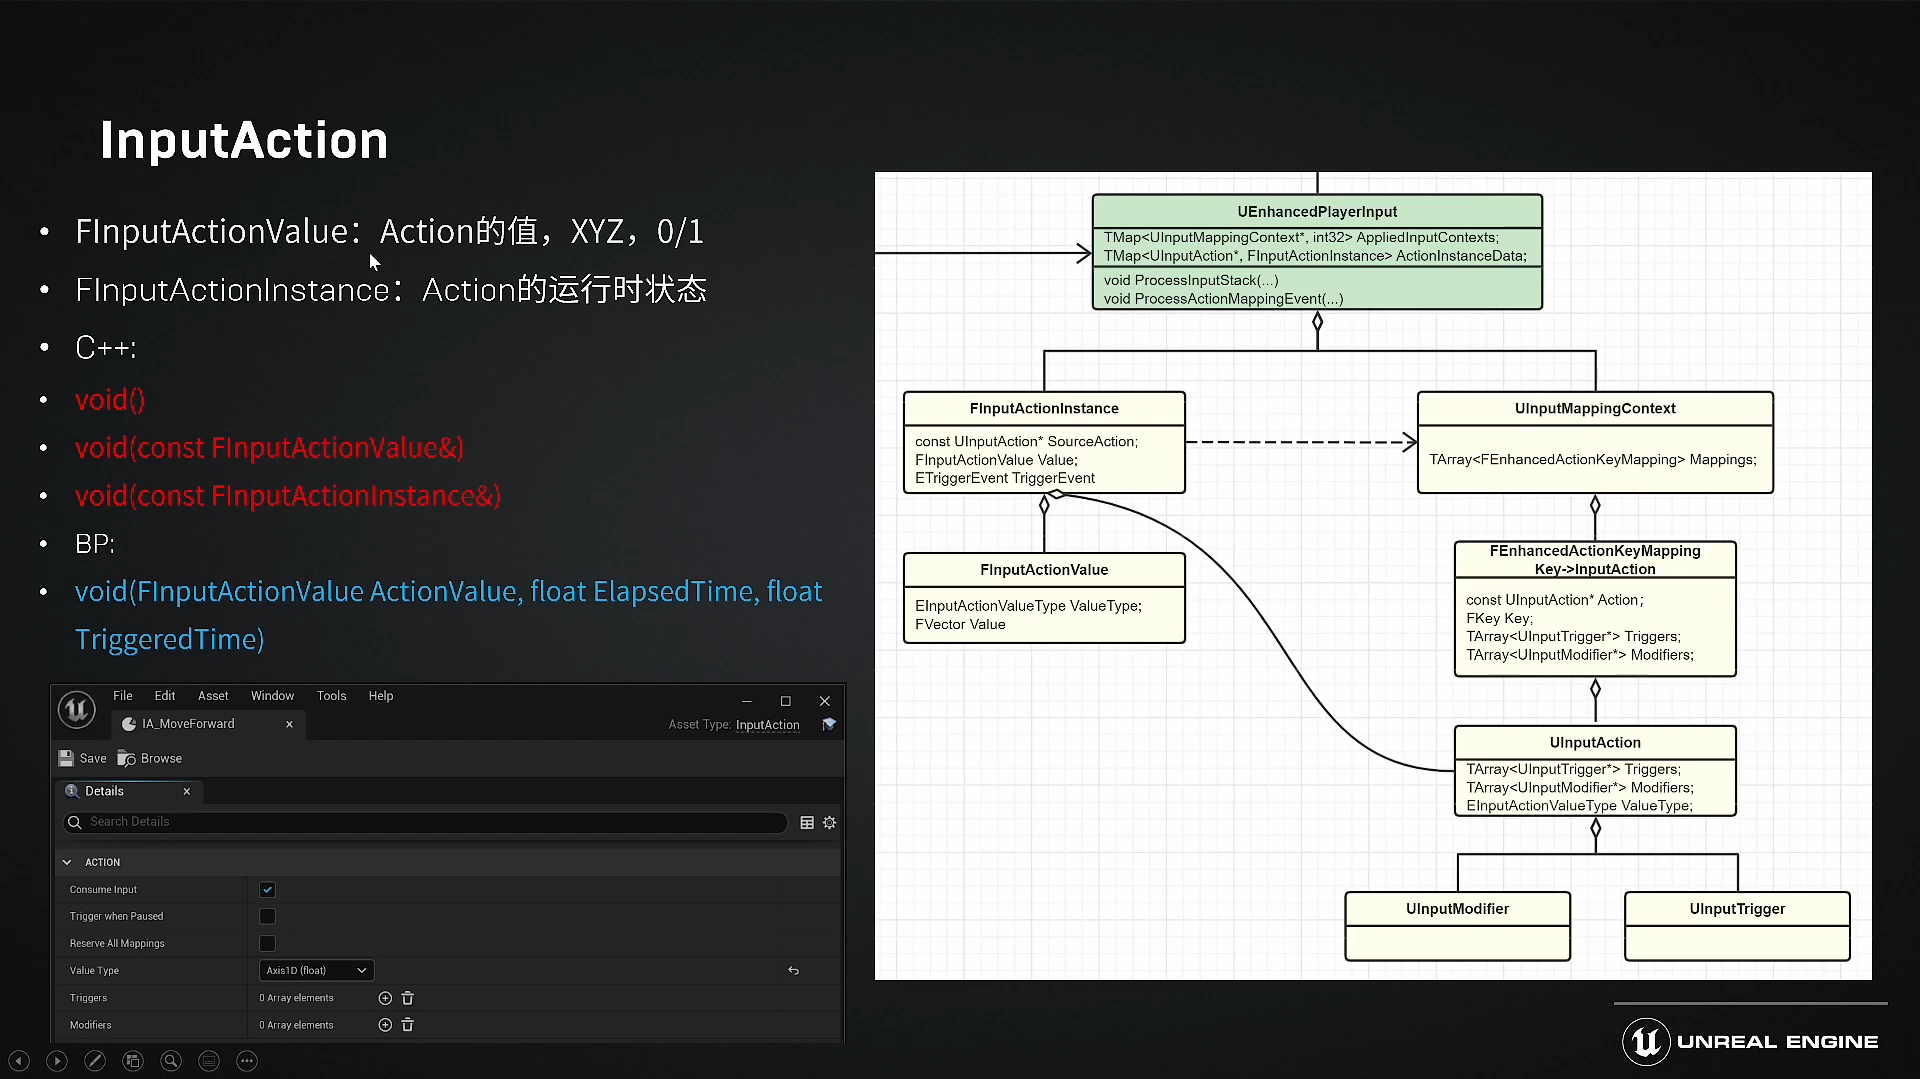 InputAction
• FInputActionValue：Action的值，XYZ，0/1
• FInputActionInstance：Action的运行时状态
• C++:
• void()
• void(const FInputActionValue&)
• void(const FInputActionInstance&)
• BP:
• void(FInputActionValue ActionValue, float ElapsedTime, float
TriggeredTime)
File Edit Asset Window Tools Help
IA_MoveForward
Asset Type: InputAction
Save Browse
Details
Search Details
ACTION
Consume Input
Trigger when Paused
Reserve All Mappings
Value Type Axis1D (float)
Triggers 0 Array elements
Modifiers 0 Array elements
UEnhancedPlayerInput
TMap<UInputMappingContext*, int32> AppliedInputContexts;
TMap<UInputAction*, FInputActionInstance> ActionInstanceData;
void ProcessInputStack(...)
void ProcessActionMappingEvent(...)
FInputActionInstance
const UInputAction* SourceAction;
FInputActionValue Value;
ETriggerEvent TriggerEvent
UInputMappingContext
TArray<FEnhancedActionKeyMapping> Mappings;
FInputActionValue
EInputActionValueType ValueType;
FVector Value
FEnhancedActionKeyMapping
Key->InputAction
const UInputAction* Action;
FKey Key;
TArray<UInputTrigger*> Triggers;
TArray<UInputModifier*> Modifiers;
UInputAction
TArray<UInputTrigger*> Triggers;
TArray<UInputModifier*> Modifiers;
EInputActionValueType ValueType;
UInputModifier
UInputTrigger
UNREAL ENGINE